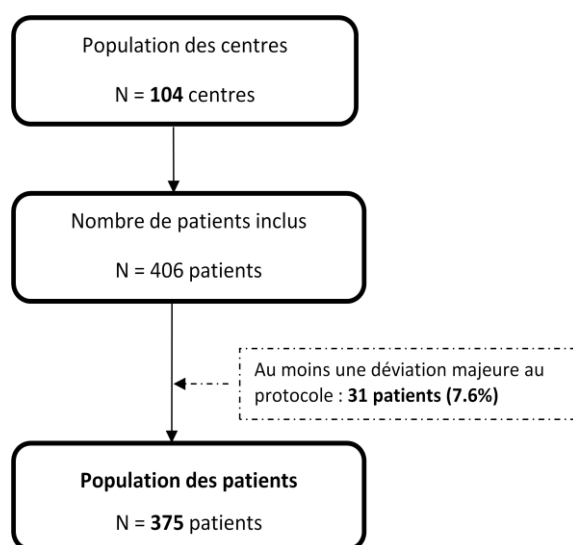 Population des centres
N = 104 centres
Nombre de patients inclus
N = 406 patients
Au moins une déviation majeure au
protocole : 31 patients (7.6%)
Population des patients
N = 375 patients